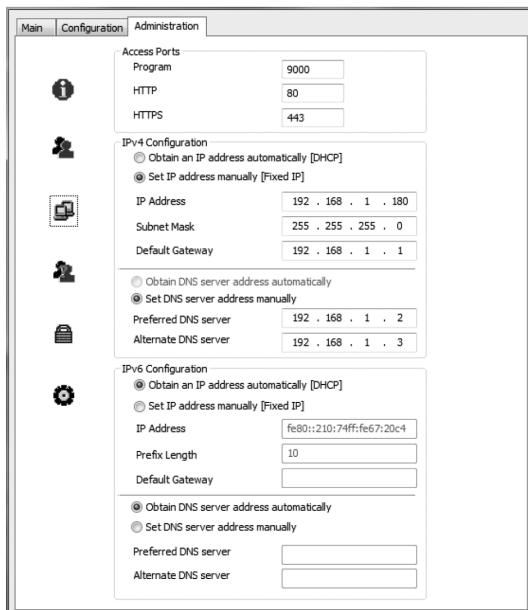 Main Configuration Administration
Access Ports
Program 9000
HTTP 80
HTTPS 443
IPv4 Configuration
Obtain an IP address automatically [DHCP]
Set IP address manually [Fixed IP]
IP Address 192 . 168 . 1 . 180
Subnet Mask 255 . 255 . 255 . 0
Default Gateway 192 . 168 . 1 . 1
Obtain DNS server address automatically
Set DNS server address manually
Preferred DNS server 192 . 168 . 1 . 2
Alternate DNS server 192 . 168 . 1 . 3
IPv6 Configuration
Obtain an IP address automatically [DHCP]
Set IP address manually [Fixed IP]
IP Address fe80::210:74ff:fe67:20c4
Prefix Length 10
Default Gateway
Obtain DNS server address automatically
Set DNS server address manually
Preferred DNS server
Alternate DNS server